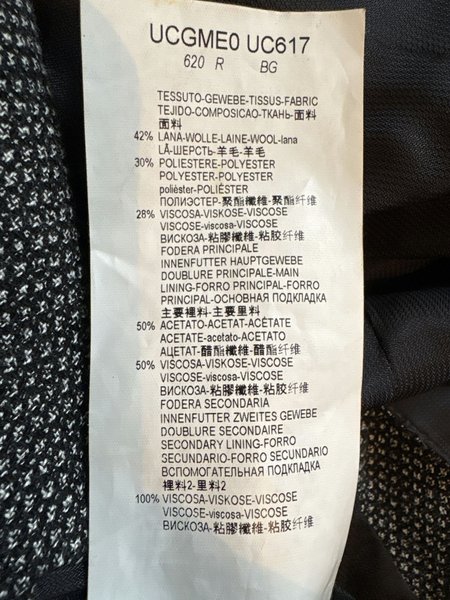 UCGME0 UC617
620 R BG
TESSUTO-GEWEBE-TISSUS-FABRIC
TEJIDO-COMPOSICAO-ТКАНЬ-面料
面料
42% LANA-WOLLE-LAINE-WOOL-lana
LÃ-ШЕРСТЬ-羊毛-羊毛
30% POLIESTERE-POLYESTER
POLYESTER-POLYESTER
poliéster-POLIÉSTER
ПОЛИЭСТЕР-聚酯纖維-聚酯纤维
28% VISCOSA-VISKOSE-VISCOSE
VISCOSE-viscosa-VISCOSE
ВИСКОЗА-粘膠纖維-粘胶纤维
FODERA PRINCIPALE
INNENFUTTER HAUPTGEWEBE
DOUBLURE PRINCIPALE-MAIN
LINING-FORRO PRINCIPAL-FORRO
PRINCIPAL-ОСНОВНАЯ ПОДКЛАДКА
主要裡料-主要里料
50% ACETATO-ACETAT-ACÉTATE
ACETATE-acetato-ACETATO
АЦЕТАТ-醋酯纖維-醋酯纤维
50% VISCOSA-VISKOSE-VISCOSE
VISCOSE-viscosa-VISCOSE
ВИСКОЗА-粘膠纖維-粘胶纤维
FODERA SECONDARIA
INNENFUTTER ZWEITES GEWEBE
DOUBLURE SECONDAIRE
SECONDARY LINING-FORRO
SECUNDARIO-FORRO SECUNDARIO
ВСПОМОГАТЕЛЬНАЯ ПОДКЛАДКА
裡料2-里料2
100% VISCOSA-VISKOSE-VISCOSE
VISCOSE-viscosa-VISCOSE
ВИСКОЗА-粘膠纖維-粘胶纤维